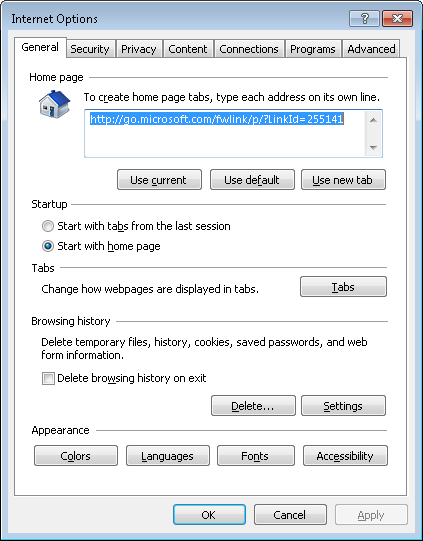 Internet Options
General Security Privacy Content Connections Programs Advanced
Home page
To create home page tabs, type each address on its own line.
http://go.microsoft.com/fwlink/p/?LinkId=255141
Use current Use default Use new tab
Startup
Start with tabs from the last session
Start with home page
Tabs
Change how webpages are displayed in tabs. Tabs
Browsing history
Delete temporary files, history, cookies, saved passwords, and web
form information.
Delete browsing history on exit
Delete... Settings
Appearance
Colors Languages Fonts Accessibility
OK Cancel Apply